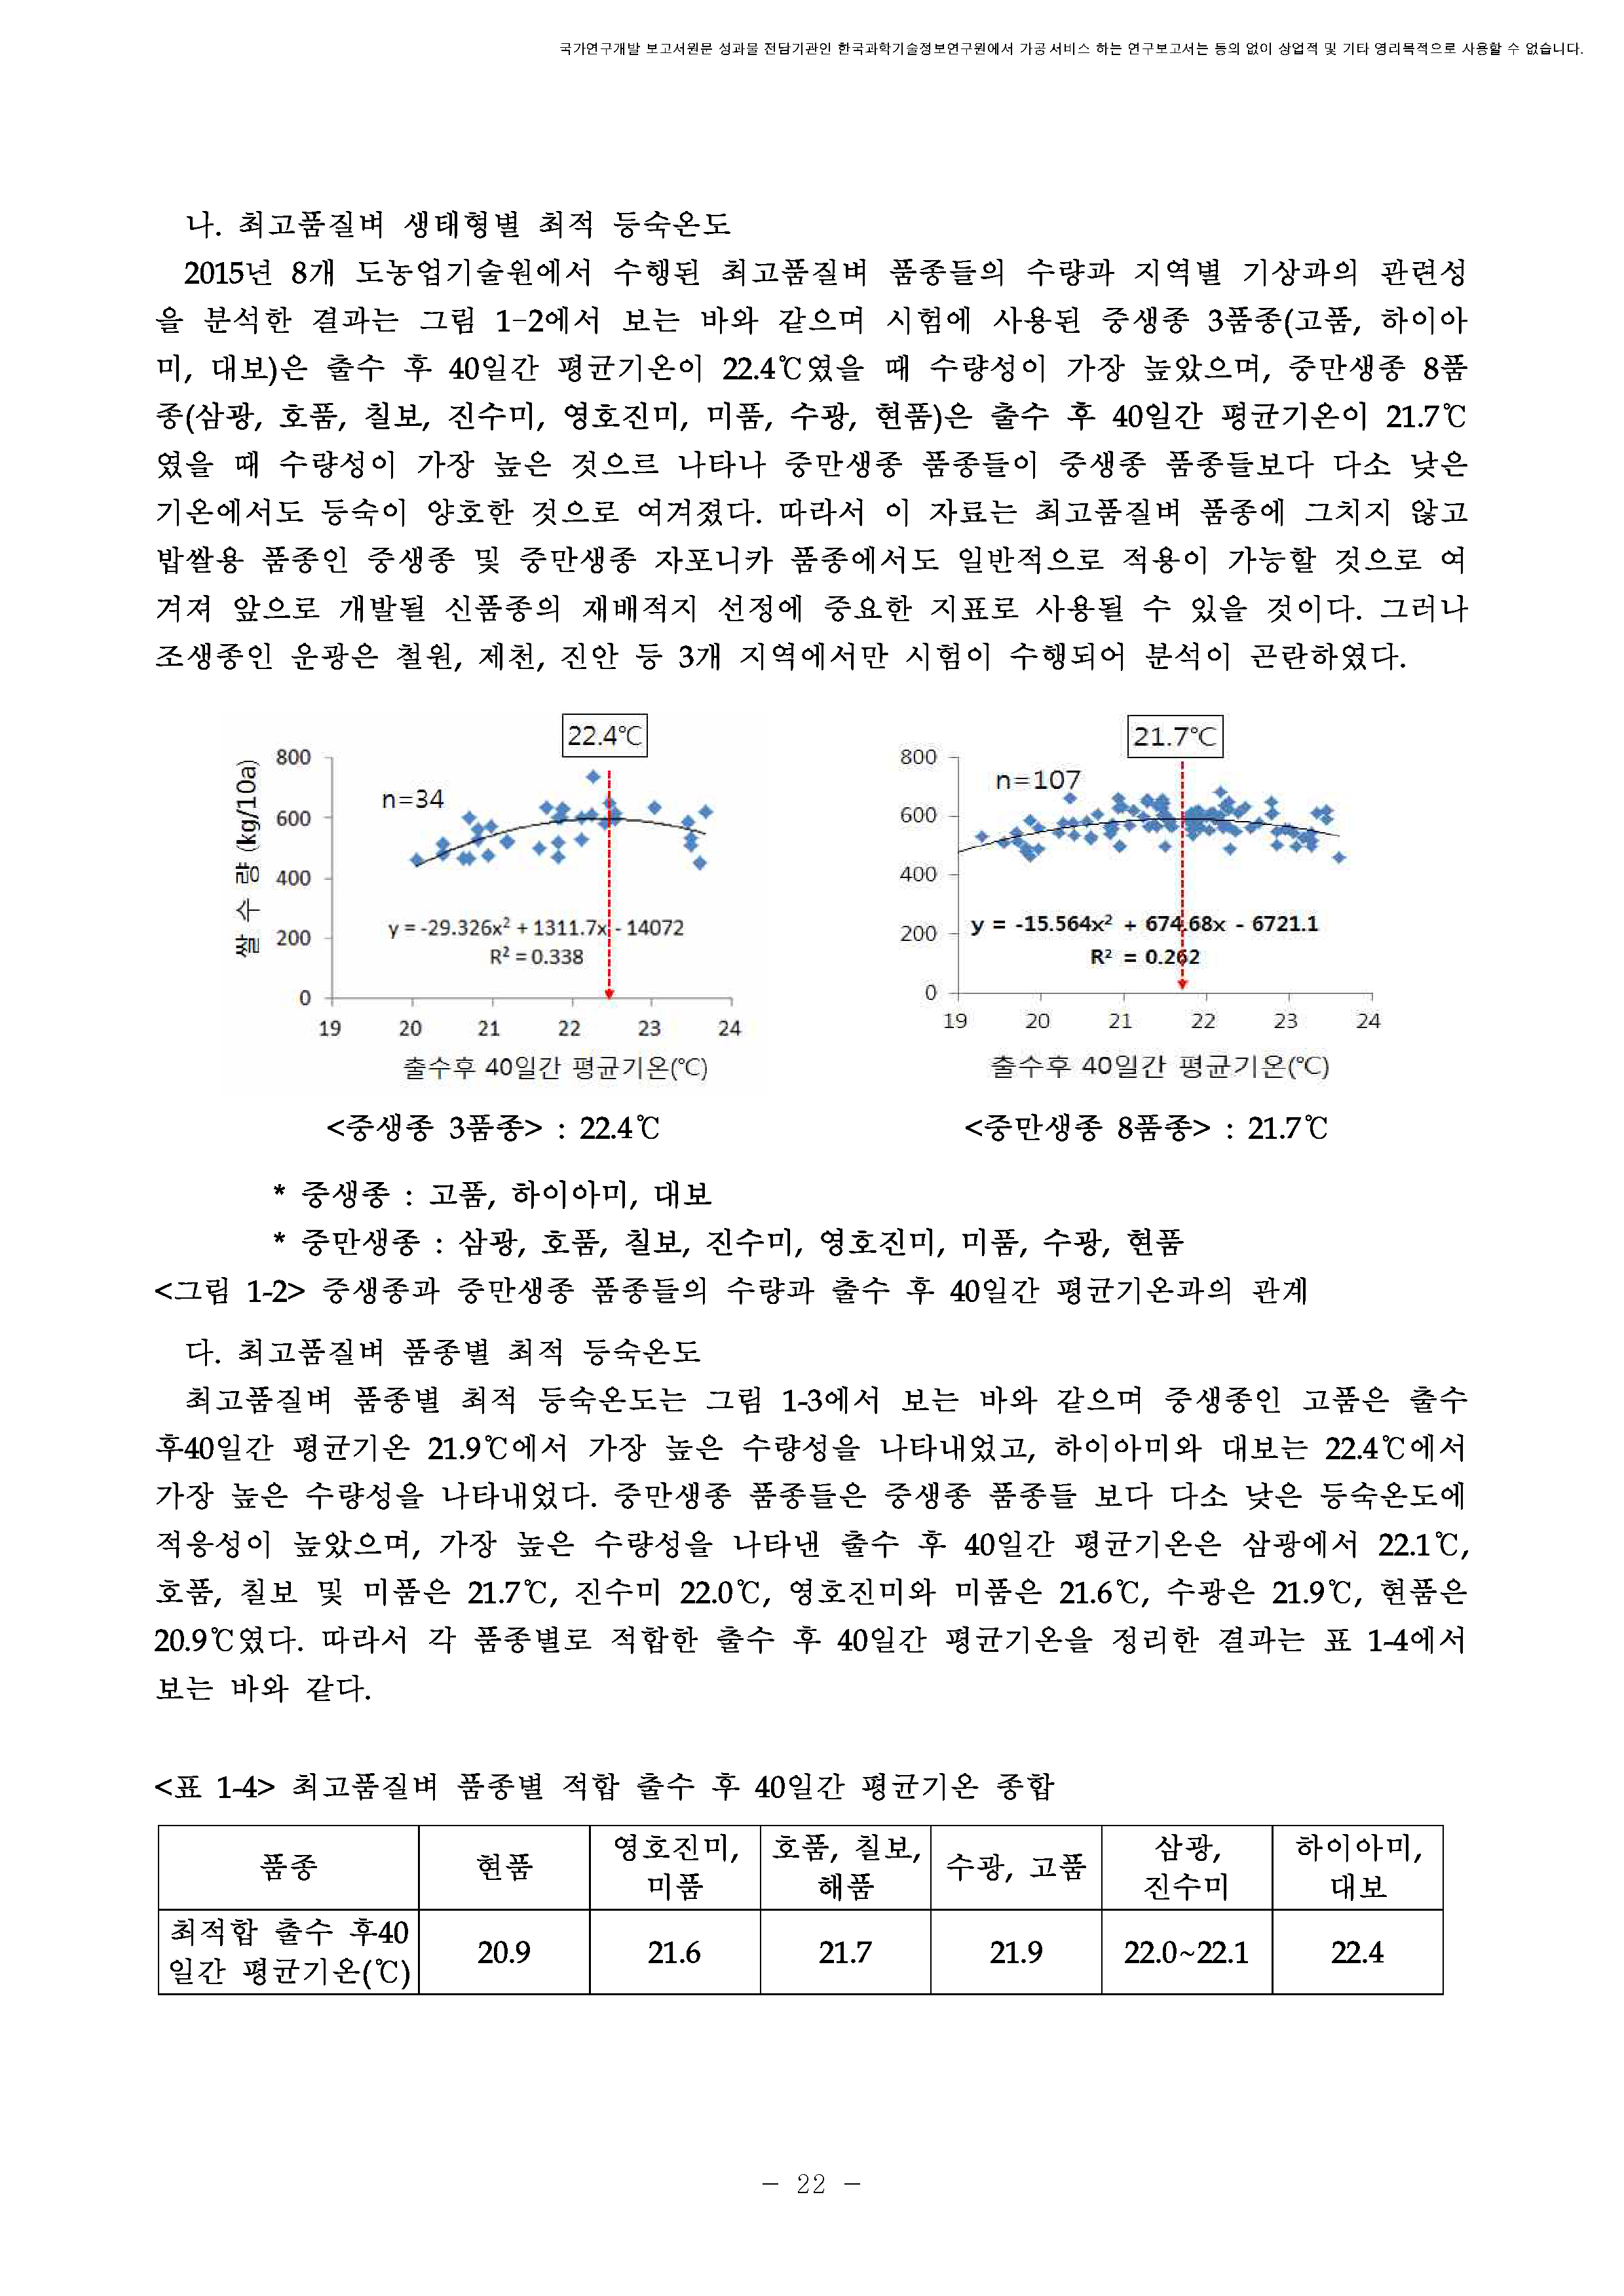 국가연구개발 보고서원문 성과물 전담기관인 한국과학기술정보연구원에서 가공·서비스 하는 연구보고서는 동의 없이 상업적 및 기타 영리목적으로 사용할 수 없습니다.
나. 최고품질벼 생태형별 최적 등숙온도
2015년 8개 도농업기술원에서 수행된 최고품질벼 품종들의 수량과 지역별 기상과의 관련성
을 분석한 결과는 그림 1-2에서 보는 바와 같으며 시험에 사용된 중생종 3품종(고품, 하이아
미, 대보)은 출수 후 40일간 평균기온이 22.4℃였을 때 수량성이 가장 높았으며, 중만생종 8품
종(삼광, 호품, 칠보, 진수미, 영호진미, 미품, 수광, 현품)은 출수 후 40일간 평균기온이 21.7℃
였을 때 수량성이 가장 높은 것으르 나타나 중만생종 품종들이 중생종 품종들보다 다소 낮은
기온에서도 등숙이 양호한 것으로 여겨졌다. 따라서 이 자료는 최고품질벼 품종에 그치지 않고
밥쌀용 품종인 중생종 및 중만생종 자포니카 품종에서도 일반적으로 적용이 가능할 것으로 여
겨져 앞으로 개발될 신품종의 재배적지 선정에 중요한 지표로 사용될 수 있을 것이다. 그러나
조생종인 운광은 철원, 제천, 진안 등 3개 지역에서만 시험이 수행되어 분석이 곤란하였다.
22.4℃
쌀 수 량 (kg/10a)
800
600
400
200
0
n=34
y = -29.326x² + 1311.7x - 14072
R² = 0.338
19 20 21 22 23 24
출수후 40일간 평균기온(℃)
21.7℃
800
600
400
200
0
n=107
y = -15.564x² + 674.68x - 6721.1
R² = 0.262
19 20 21 22 23 24
출수후 40일간 평균기온(℃)
<중생종 3품종> : 22.4℃ <중만생종 8품종> : 21.7℃
* 중생종 : 고품, 하이아미, 대보
* 중만생종 : 삼광, 호품, 칠보, 진수미, 영호진미, 미품, 수광, 현품
<그림 1-2> 중생종과 중만생종 품종들의 수량과 출수 후 40일간 평균기온과의 관계
다. 최고품질벼 품종별 최적 등숙온도
최고품질벼 품종별 최적 등숙온도는 그림 1-3에서 보는 바와 같으며 중생종인 고품은 출수
후40일간 평균기온 21.9℃에서 가장 높은 수량성을 나타내었고, 하이아미와 대보는 22.4℃에서
가장 높은 수량성을 나타내었다. 중만생종 품종들은 중생종 품종들 보다 다소 낮은 등숙온도에
적응성이 높았으며, 가장 높은 수량성을 나타낸 출수 후 40일간 평균기온은 삼광에서 22.1℃,
호품, 칠보 및 미품은 21.7℃, 진수미 22.0℃, 영호진미와 미품은 21.6℃, 수광은 21.9℃, 현품은
20.9℃였다. 따라서 각 품종별로 적합한 출수 후 40일간 평균기온을 정리한 결과는 표 1-4에서
보는 바와 같다.
<표 1-4> 최고품질벼 품종별 적합 출수 후 40일간 평균기온 종합
품종 현품 영호진미, 미품 호품, 칠보, 해품 수광, 고품 삼광, 진수미 하이아미, 대보
최적합 출수 후40일간 평균기온(℃) 20.9 21.6 21.7 21.9 22.0~22.1 22.4
- 22 -